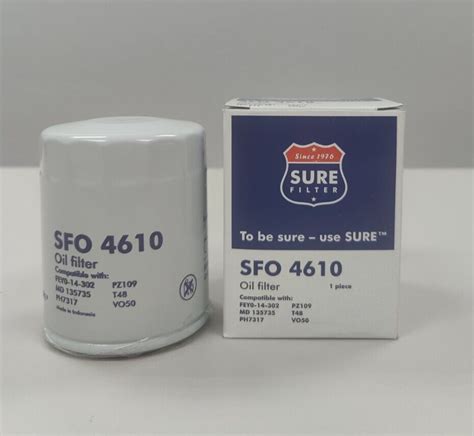 SFO 4610
Oil filter
Compatible with:
FEY0-14-302 PZ109
MD 135735 T48
PH7317 VO50
Made in Indonesia
Since 1976
SURE
FILTER
To be sure – use SURE™
SFO 4610
Oil filter 1 piece
Compatible with:
FEY0-14-302 PZ109
MD 135735 T48
PH7317 VO50